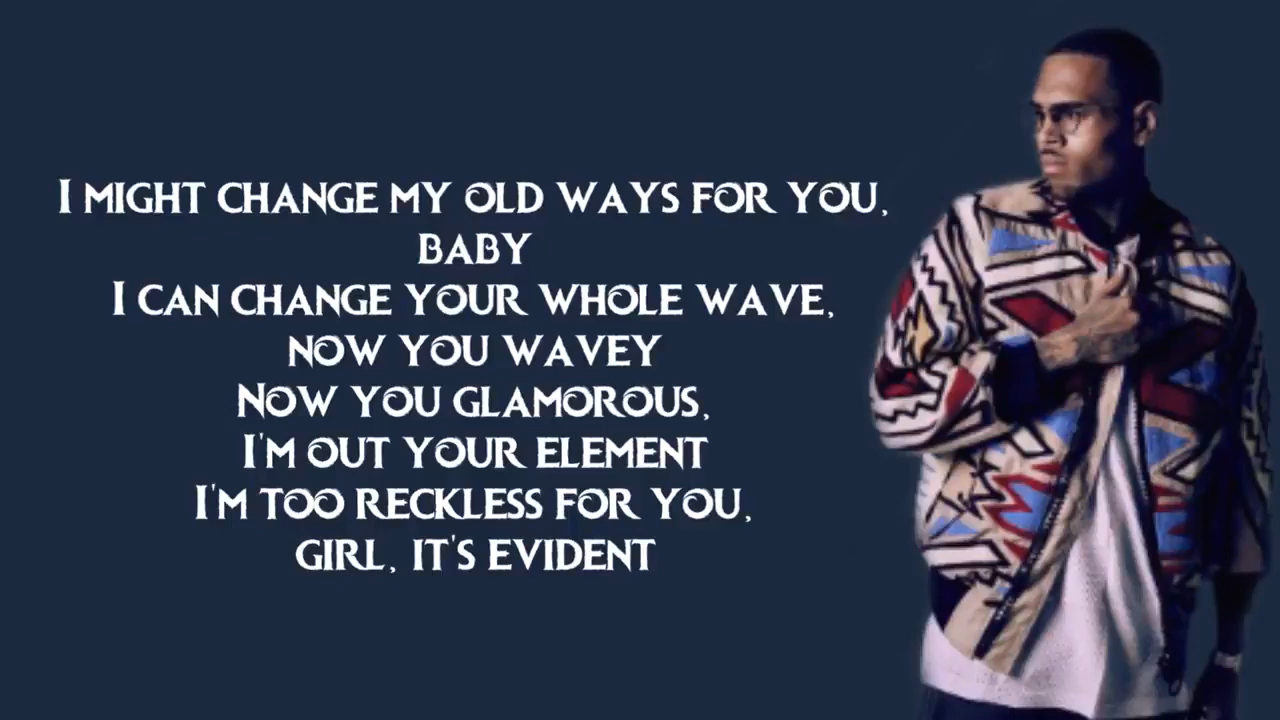 I MIGHT CHANGE MY OLD WAYS FOR YOU,
BABY
I CAN CHANGE YOUR WHOLE WAVE,
NOW YOU WAVEY
NOW YOU GLAMOROUS,
I'M OUT YOUR ELEMENT
I'M TOO RECKLESS FOR YOU,
GIRL, IT'S EVIDENT